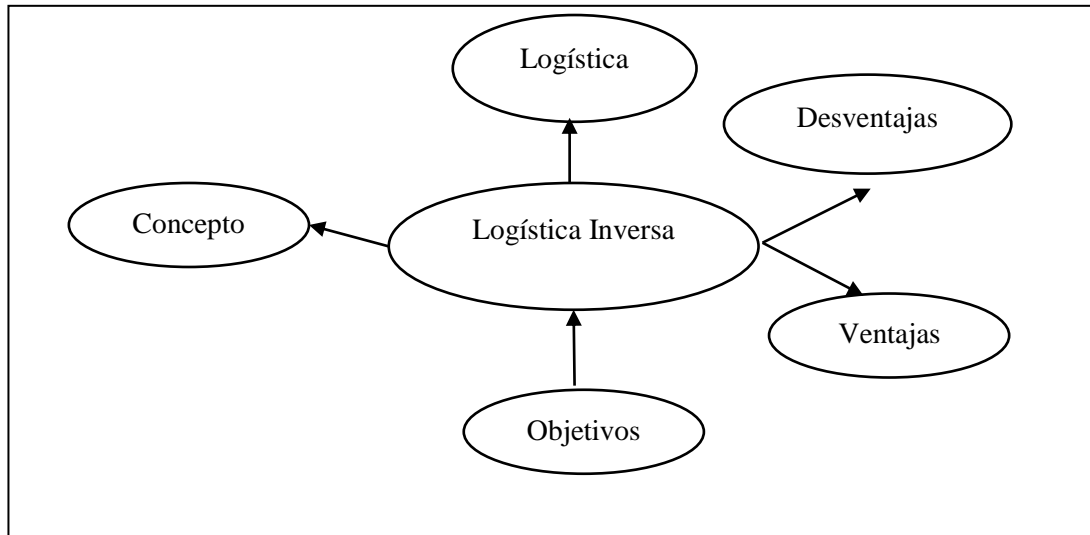 Logística
Desventajas
Concepto
Logística Inversa
Ventajas
Objetivos